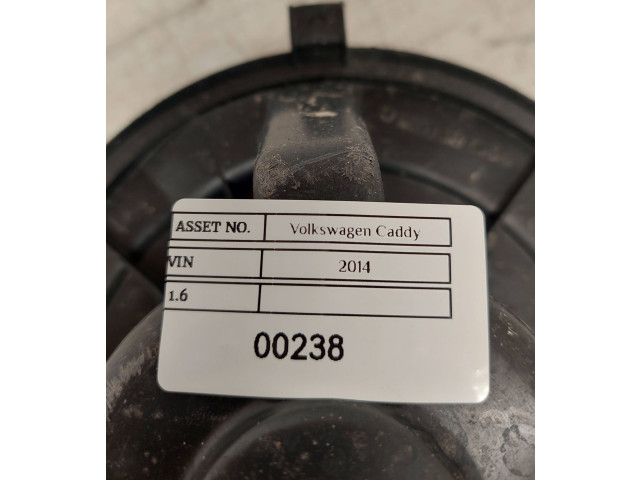 ASSET NO. Volkswagen Caddy
VIN 2014
1.6
00238